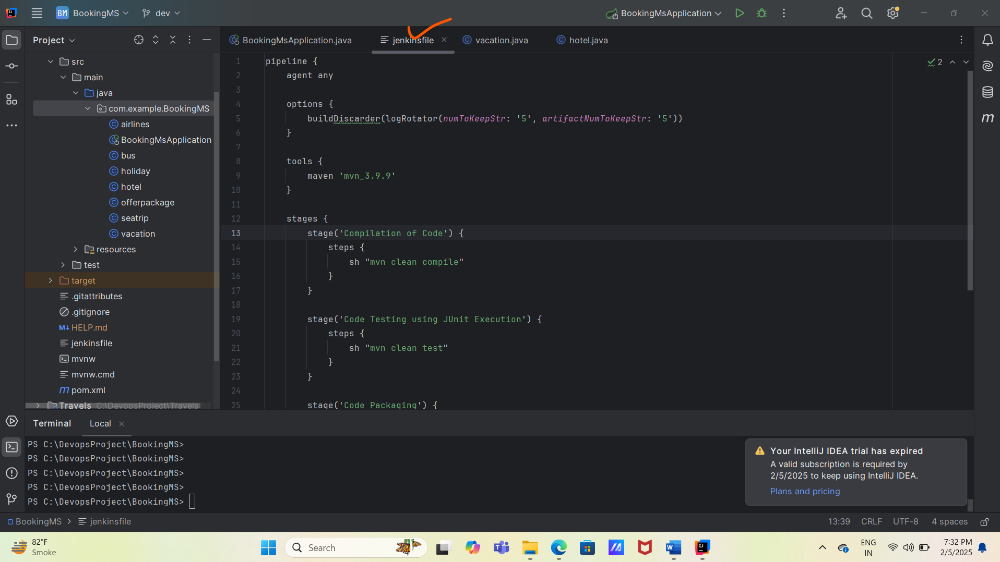 BM BookingMS dev BookingMsApplication
Project
BookingMsApplication.java jenkinsfile vacation.java hotel.java
src
main
java
com.example.BookingMS
airlines
BookingMsApplication
bus
holiday
hotel
offerpackage
seatrip
vacation
resources
test
target
.gitattributes
.gitignore
M↓ HELP.md
jenkinsfile
mvnw
mvnw.cmd
m pom.xml
Travels C:\DevopsProject\Travels
2
1 pipeline {
2 agent any
3
4 options {
5 buildDiscarder(logRotator(numToKeepStr: '5', artifactNumToKeepStr: '5'))
6 }
7
8 tools {
9 maven 'mvn_3.9.9'
10 }
11
12 stages {
13 stage('Compilation of Code') {
14 steps {
15 sh "mvn clean compile"
16 }
17 }
18
19 stage('Code Testing using JUnit Execution') {
20 steps {
21 sh "mvn clean test"
22 }
23 }
24
25 stage('Code Packaging') {
m
Terminal Local
PS C:\DevopsProject\BookingMS>
PS C:\DevopsProject\BookingMS>
PS C:\DevopsProject\BookingMS>
PS C:\DevopsProject\BookingMS>
PS C:\DevopsProject\BookingMS>
Your IntelliJ IDEA trial has expired
A valid subscription is required by
2/5/2025 to keep using IntelliJ IDEA.
Plans and pricing
BookingMS > jenkinsfile 13:39 CRLF UTF-8 4 spaces
82°F
Smoke
Search
ENG
IN
7:32 PM
2/5/2025